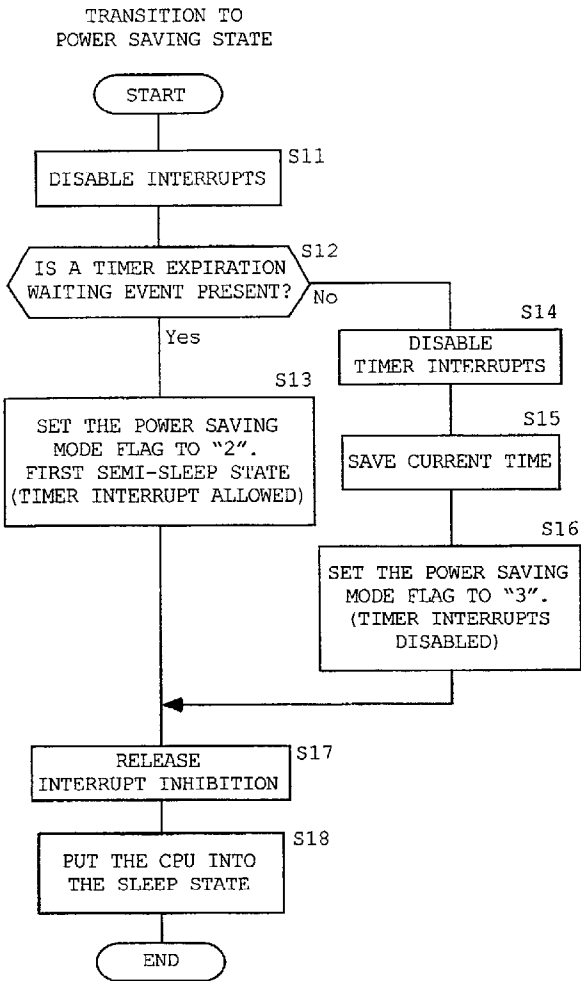 TRANSITION TO
POWER SAVING STATE
START
S11
DISABLE INTERRUPTS
S12
IS A TIMER EXPIRATION
WAITING EVENT PRESENT?
No
Yes
S14
DISABLE
TIMER INTERRUPTS
S13
SET THE POWER SAVING
MODE FLAG TO "2".
FIRST SEMI-SLEEP STATE
(TIMER INTERRUPT ALLOWED)
S15
SAVE CURRENT TIME
S16
SET THE POWER SAVING
MODE FLAG TO "3".
(TIMER INTERRUPTS
DISABLED)
S17
RELEASE
INTERRUPT INHIBITION
S18
PUT THE CPU INTO
THE SLEEP STATE
END